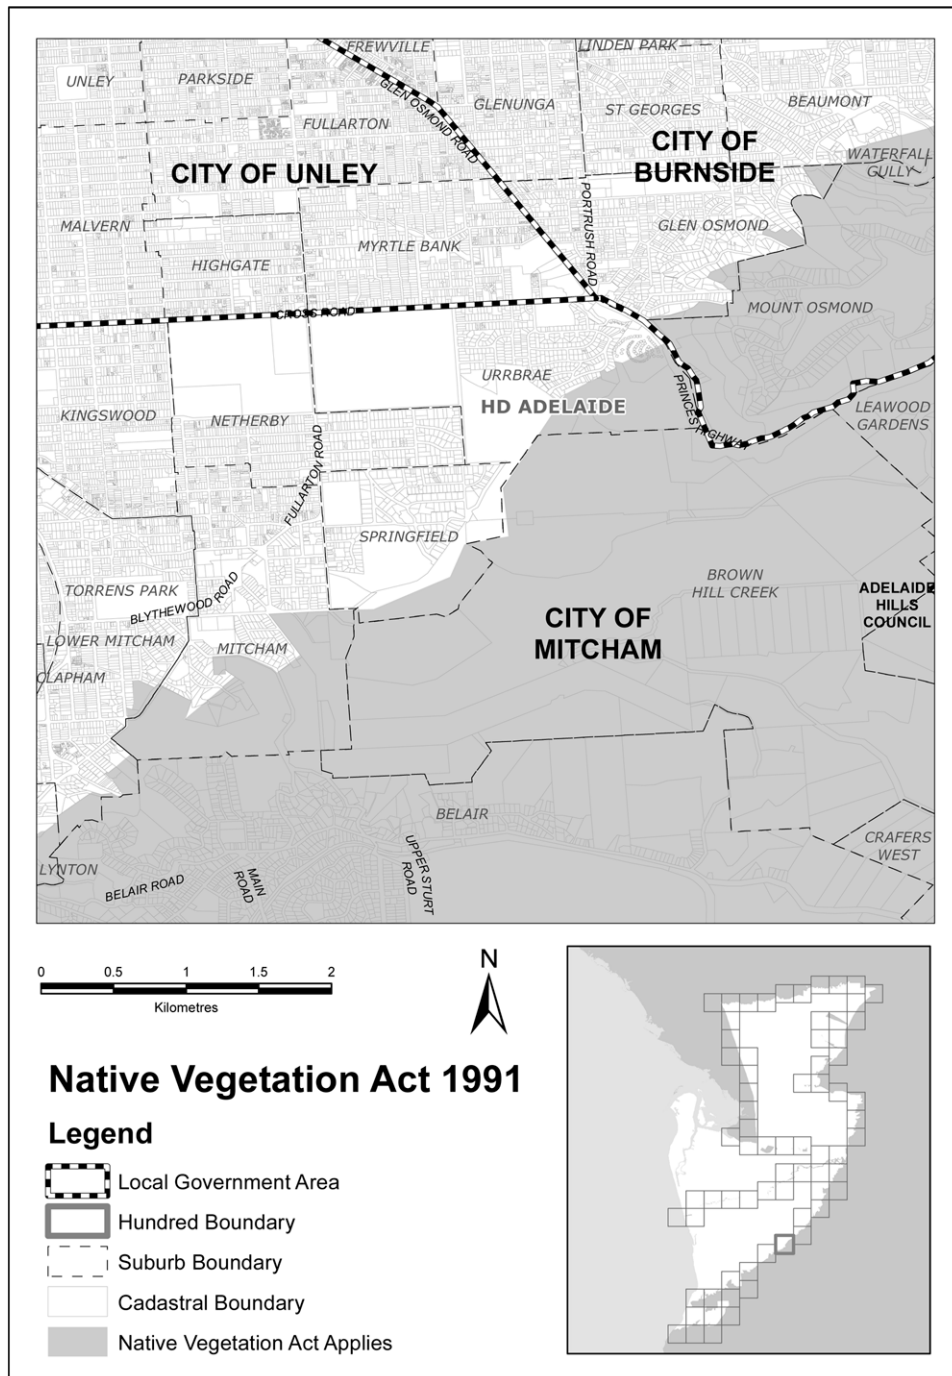 FREWVILLE
LINDEN PARK
UNLEY
PARKSIDE
GLEN OSMOND ROAD
GLENUNGA
ST GEORGES
BEAUMONT
FULLARTON
CITY OF UNLEY
CITY OF
BURNSIDE
WATERFALL
GULLY
MALVERN
HIGHGATE
MYRTLE BANK
PORTRUSH ROAD
GLEN OSMOND
MOUNT OSMOND
CROSS ROAD
KINGSWOOD
NETHERBY
URRBRAE
HD ADELAIDE
PRINCES HIGHWAY
LEAWOOD
GARDENS
FULLARTON ROAD
SPRINGFIELD
TORRENS PARK
BLYTHEWOOD ROAD
BROWN
HILL CREEK
ADELAIDE
HILLS
COUNCIL
LOWER MITCHAM
MITCHAM
CITY OF
MITCHAM
CLAPHAM
BELAIR
LYNTON
BELAIR ROAD
MAIN
ROAD
UPPER STURT
ROAD
CRAFERS
WEST
0 0.5 1 1.5 2
Kilometres
N
Native Vegetation Act 1991
Legend
Local Government Area
Hundred Boundary
Suburb Boundary
Cadastral Boundary
Native Vegetation Act Applies